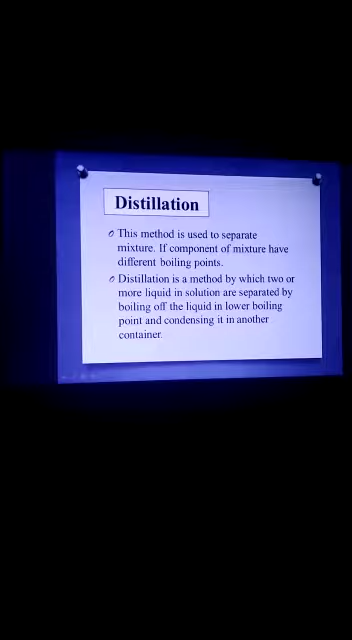 Distillation
This method is used to separate
mixture. If component of mixture have
different boiling points.
Distillation is a method by which two or
more liquid in solution are separated by
boiling off the liquid in lower boiling
point and condensing it in another
container.